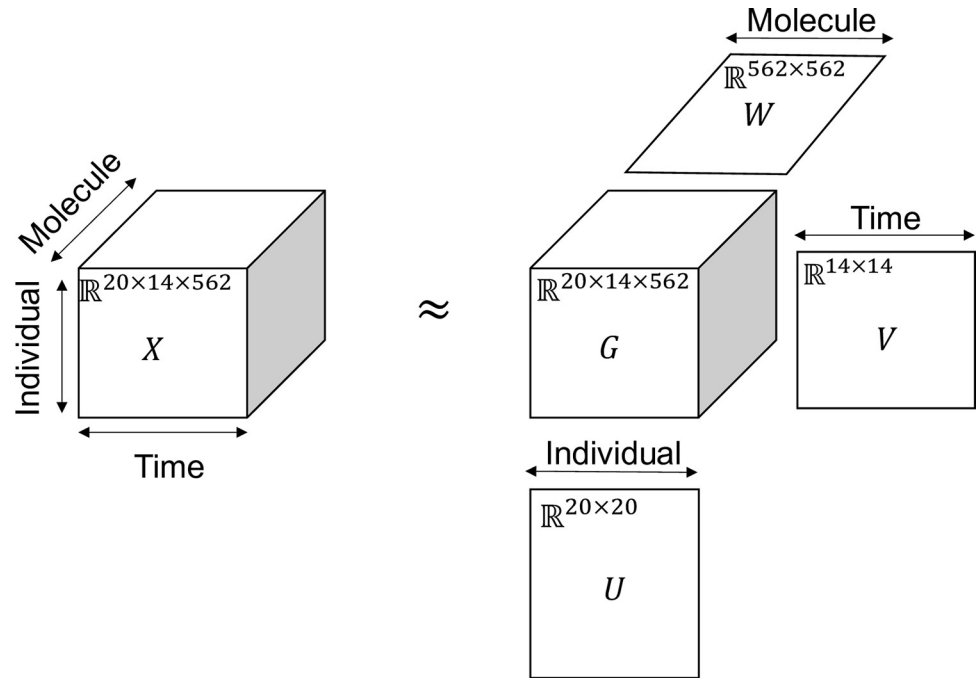 Molecule
ℝ^562×562
W
Molecule
Individual
ℝ^20×14×562
X
Time
≈
ℝ^20×14×562
G
Time
ℝ^14×14
V
Individual
ℝ^20×20
U